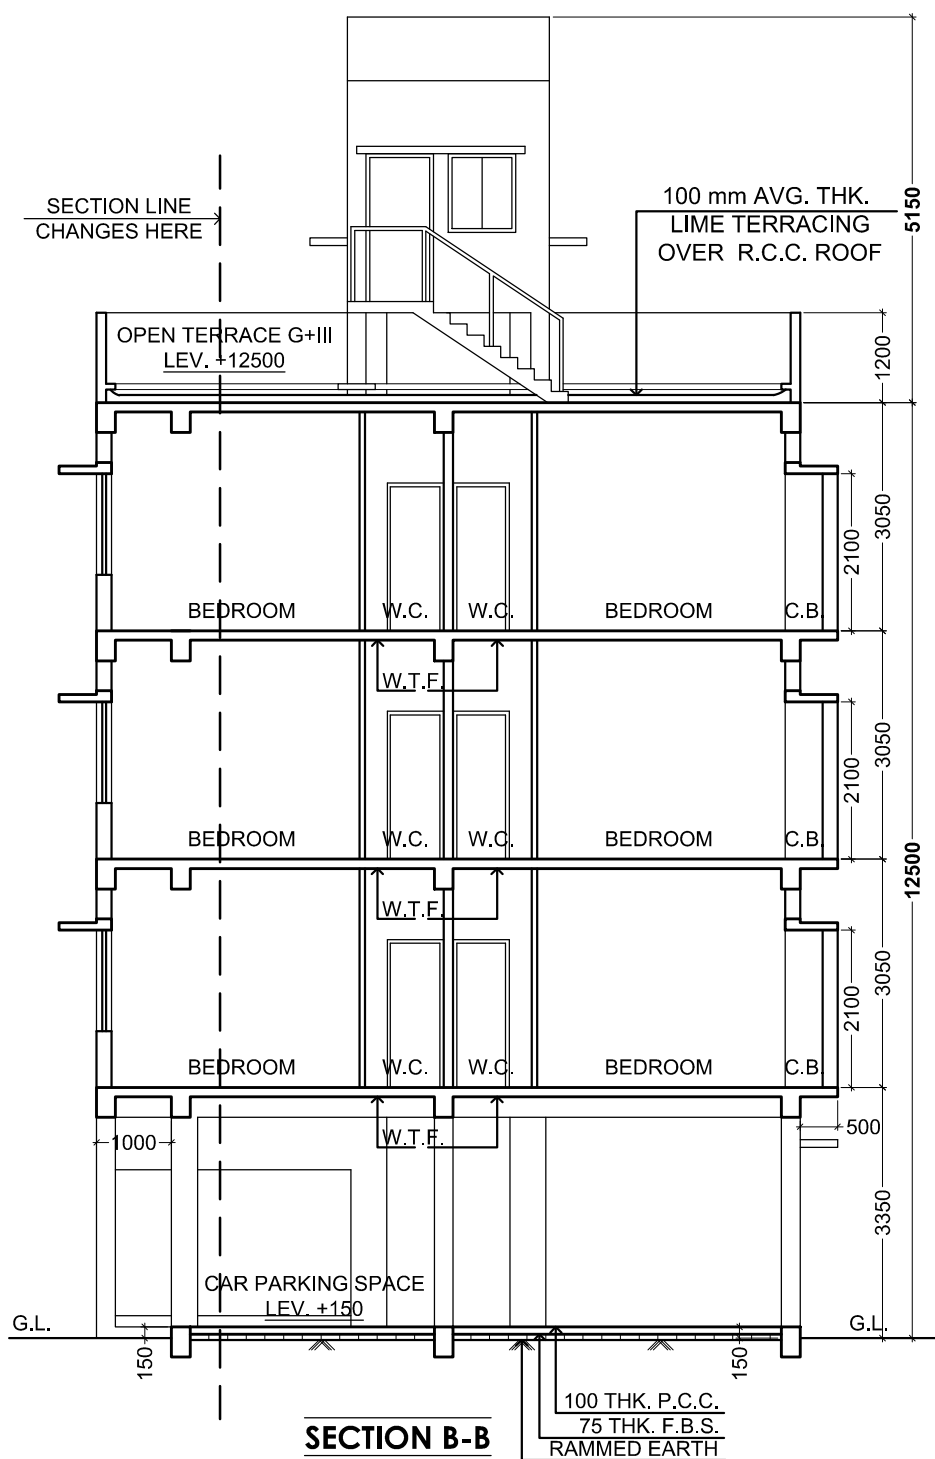 SECTION LINE
CHANGES HERE
100 mm AVG. THK.
LIME TERRACING
OVER R.C.C. ROOF
5150
OPEN TERRACE G+III
LEV. +12500
1200
3050
2100
BEDROOM
W.C.
W.C.
BEDROOM
C.B.
W.T.F.
3050
2100
BEDROOM
W.C.
W.C.
BEDROOM
C.B.
12500
W.T.F.
3050
2100
BEDROOM
W.C.
W.C.
BEDROOM
C.B.
1000
W.T.F.
500
3350
CAR PARKING SPACE
LEV. +150
G.L.
G.L.
150
150
100 THK. P.C.C.
75 THK. F.B.S.
RAMMED EARTH
SECTION B-B